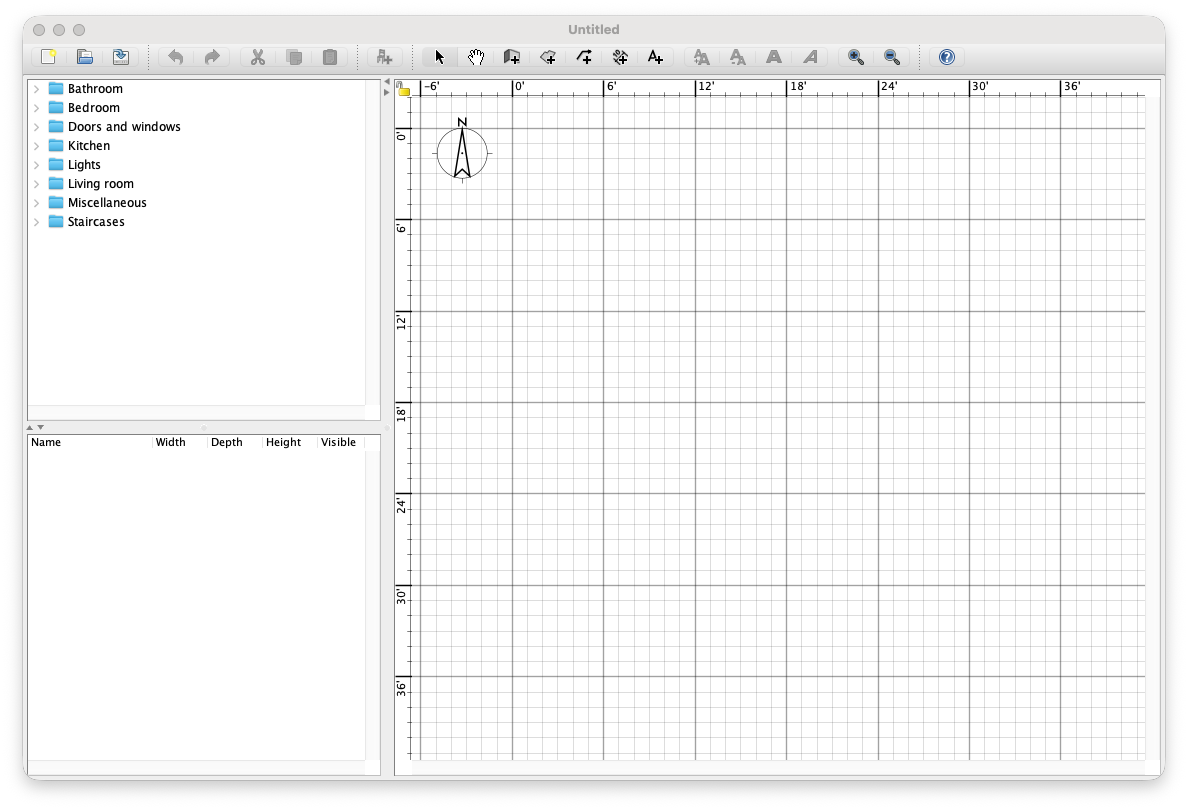 Untitled
Bathroom
Bedroom
Doors and windows
Kitchen
Lights
Living room
Miscellaneous
Staircases
Name Width Depth Height Visible
-6' 0' 6' 12' 18' 24' 30' 36'
N
0'
6'
12'
18'
24'
30'
36'